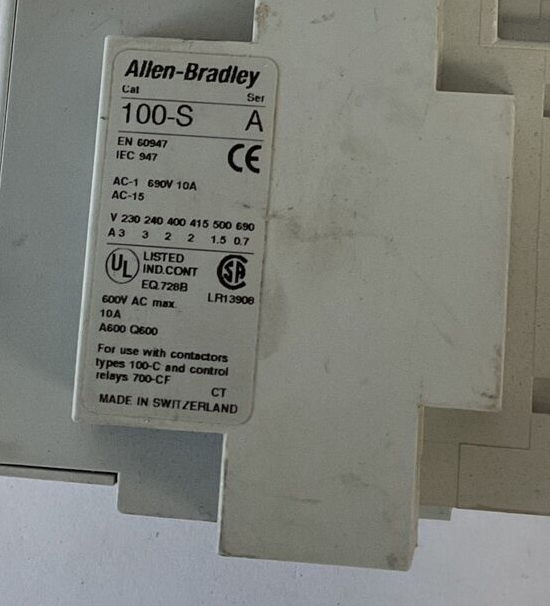 Allen-Bradley
Cat Ser
100-S A
EN 60947
IEC 947
CE
AC-1 690V 10A
AC-15
V 230 240 400 415 500 690
A 3 3 2 2 1.5 0.7
UL LISTED
IND.CONT
EQ.728B
SA
LR13908
600V AC max.
10A
A600 Q600
For use with contactors
types 100-C and control
relays 700-CF
CT
MADE IN SWITZERLAND